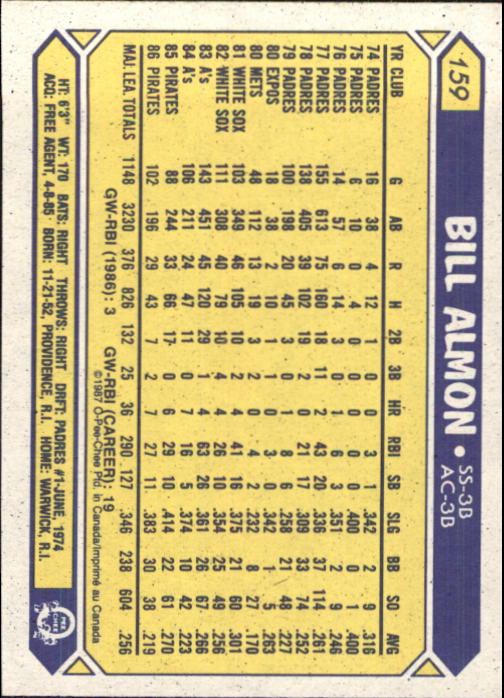 159
BILL ALMON • SS-3B
AC-3B
YR CLUB G AB R H 2B 3B HR RBI SB SLG BB SO AVG
74 PADRES 16 38 4 12 1 0 0 3 1 .342 2 9 .316
75 PADRES 6 10 0 4 0 0 0 0 0 .400 0 1 .400
76 PADRES 14 57 6 14 3 0 1 6 3 .351 2 9 .246
77 PADRES 155 613 75 160 18 11 2 43 20 .336 37 114 .261
78 PADRES 138 405 39 102 19 2 0 21 17 .309 33 74 .252
79 PADRES 100 198 20 45 3 0 1 8 6 .258 21 48 .227
80 EXPOS 18 38 2 10 1 1 0 3 0 .342 1 5 .263
80 METS 48 112 13 19 3 2 0 4 2 .232 8 27 .170
81 WHITE SOX 103 349 46 105 10 2 4 41 16 .375 21 60 .301
82 WHITE SOX 111 308 40 79 10 4 4 26 10 .354 25 49 .256
83 A's 143 451 45 120 29 1 4 63 26 .361 26 67 .266
84 A's 106 211 24 47 11 0 7 16 5 .374 10 42 .223
85 PIRATES 88 244 33 66 17 0 6 29 10 .414 22 61 .270
86 PIRATES 102 196 29 43 7 2 7 27 11 .383 30 38 .219
MAJ. LEA. TOTALS 1148 3230 376 826 132 25 36 290 127 .346 238 604 .256
GW-RBI (1986): 3 GW-RBI (CAREER): 19
©1987 O-Pee-Chee Ptd. in Canada/Imprimé au Canada
HT: 6'3" WT: 170 BATS: RIGHT THROWS: RIGHT DRFT: PADRES #1-JUNE, 1974
ACQ: FREE AGENT, 4-8-85 BORN: 11-21-52, PROVIDENCE, R.I. HOME: WARWICK, R.I.
O PEE CHEE